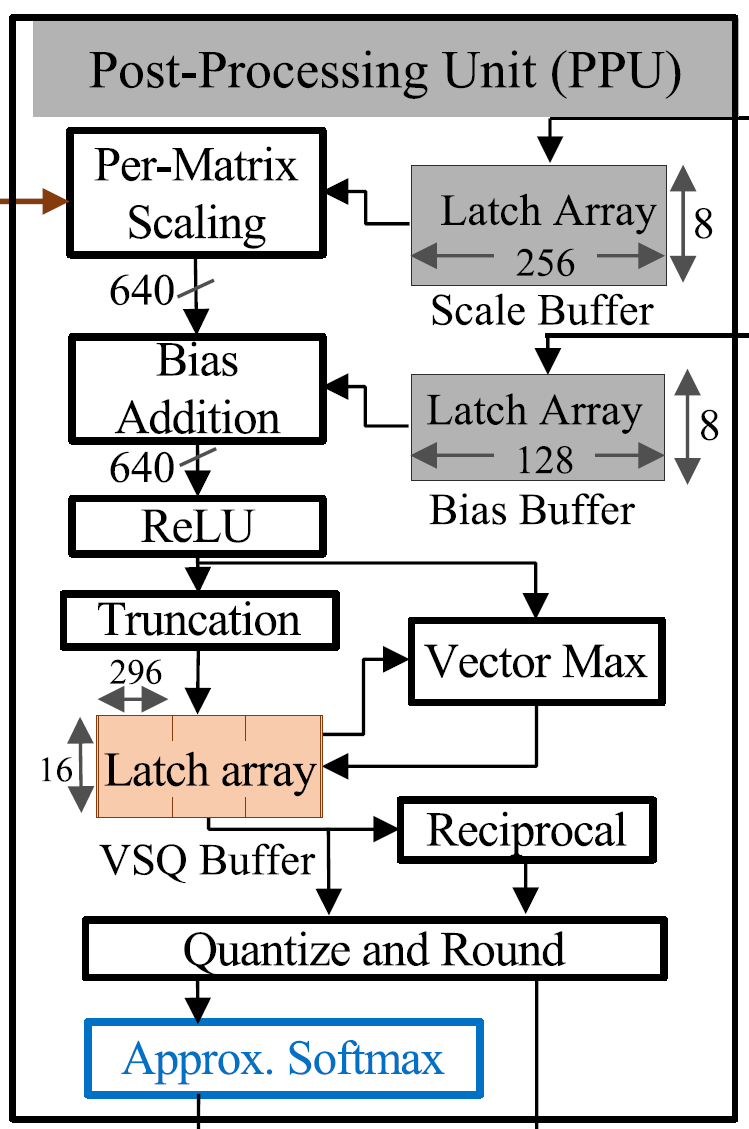 Post-Processing Unit (PPU)
Per-Matrix
Scaling
Latch Array
256
8
Scale Buffer
640
Bias
Addition
Latch Array
128
8
Bias Buffer
640
ReLU
Truncation
Vector Max
296
16
Latch array
VSQ Buffer
Reciprocal
Quantize and Round
Approx. Softmax